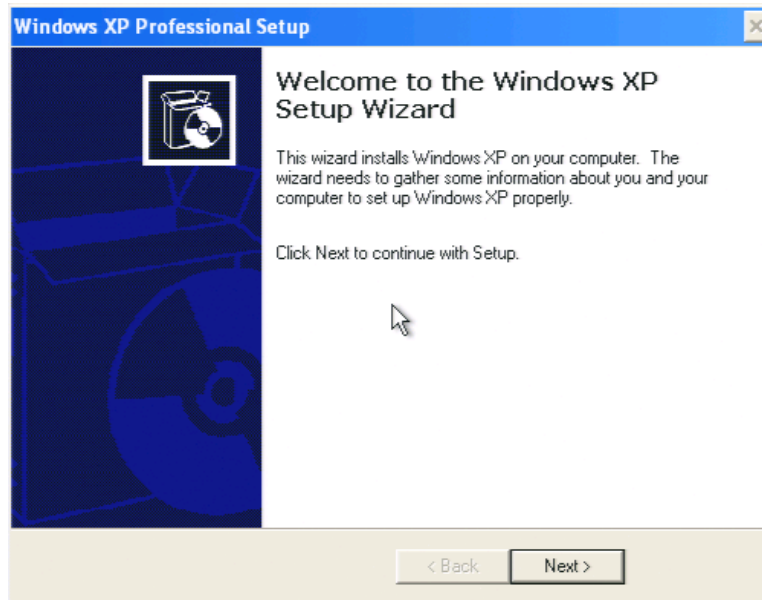 Windows XP Professional Setup
Welcome to the Windows XP
Setup Wizard
This wizard installs Windows XP on your computer. The
wizard needs to gather some information about you and your
computer to set up Windows XP properly.
Click Next to continue with Setup.
< Back
Next >